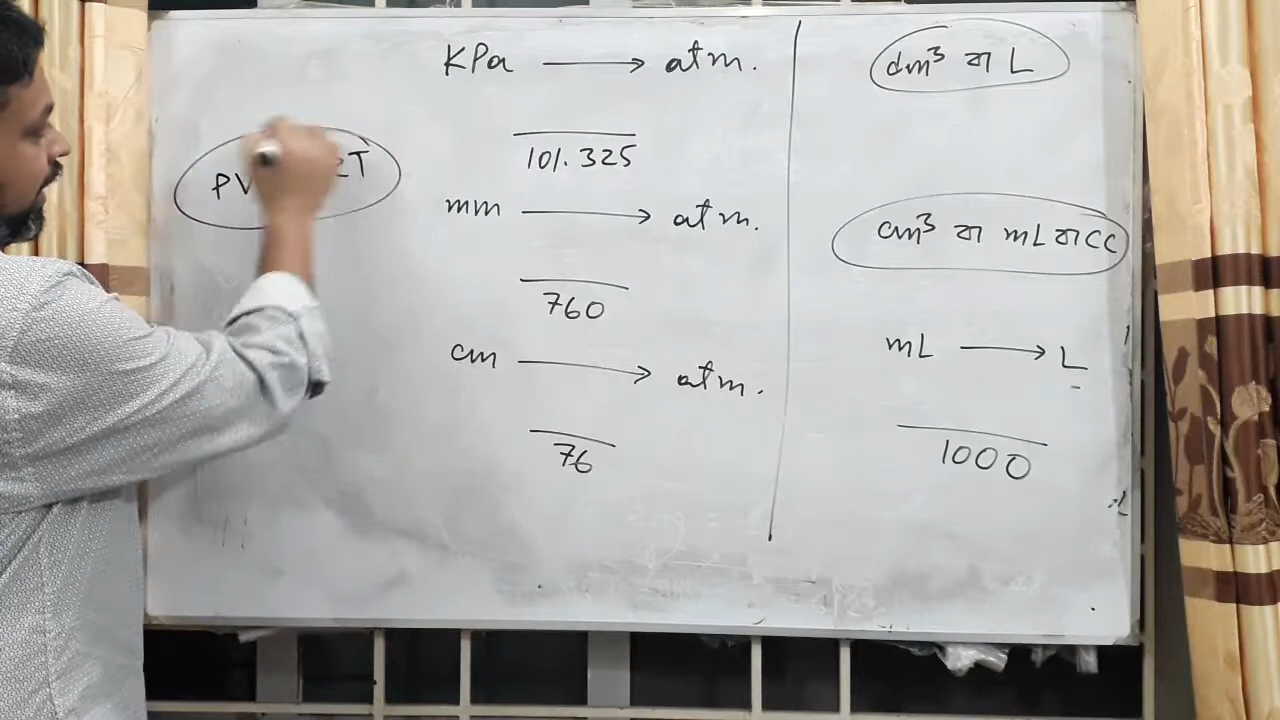 KPa ⟶ atm.
101.325
mm ⟶ atm.
760
cm ⟶ atm.
76
dm³ বা L
cm³ বা mL বা CC
mL ⟶ L
1000